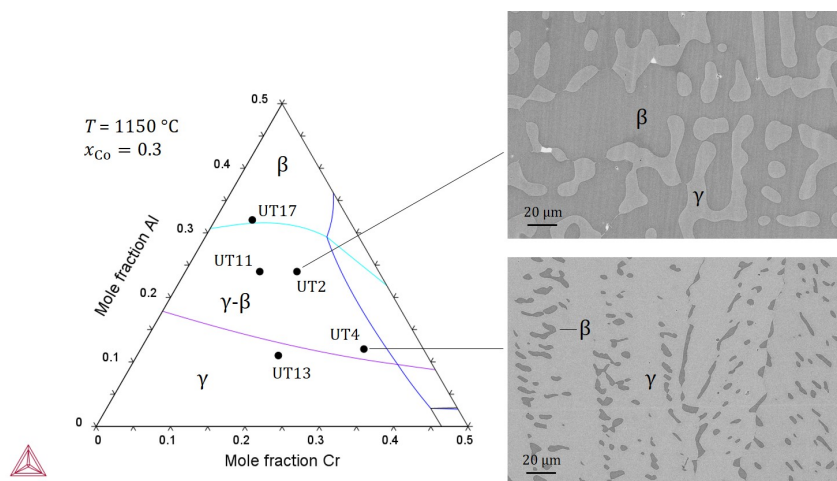 T = 1150 °C
xCo = 0.3
0.5
0.4
0.3
0.2
0.1
0
Mole fraction Al
β
UT17
UT11
UT2
γ-β
UT4
UT13
γ
0
0.1
0.2
0.3
0.4
0.5
Mole fraction Cr
β
γ
20 μm
β
γ
20 μm